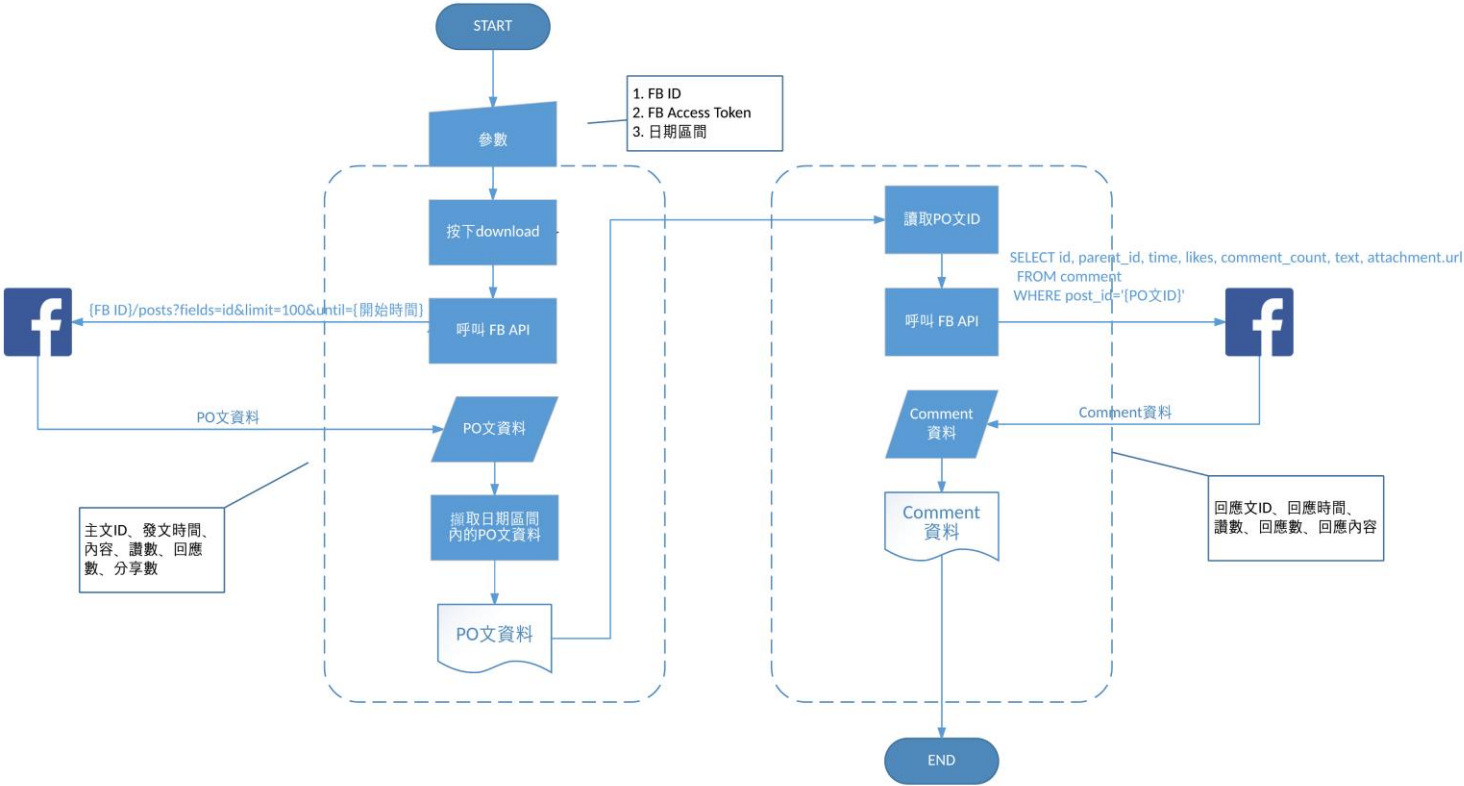 START
參數
1. FB ID
2. FB Access Token
3. 日期區間
按下download
{FB ID}/posts?fields=id&limit=100&until={開始時間}
呼叫 FB API
PO文資料
PO文資料
主文ID、發文時間、
內容、讚數、回應
數、分享數
擷取日期區間
內的PO文資料
PO文資料
讀取PO文ID
SELECT id, parent_id, time, likes, comment_count, text, attachment.url
FROM comment
WHERE post_id='{PO文ID}'
呼叫 FB API
Comment資料
Comment
資料
Comment
資料
回應文ID、回應時間、
讚數、回應數、回應內容
END